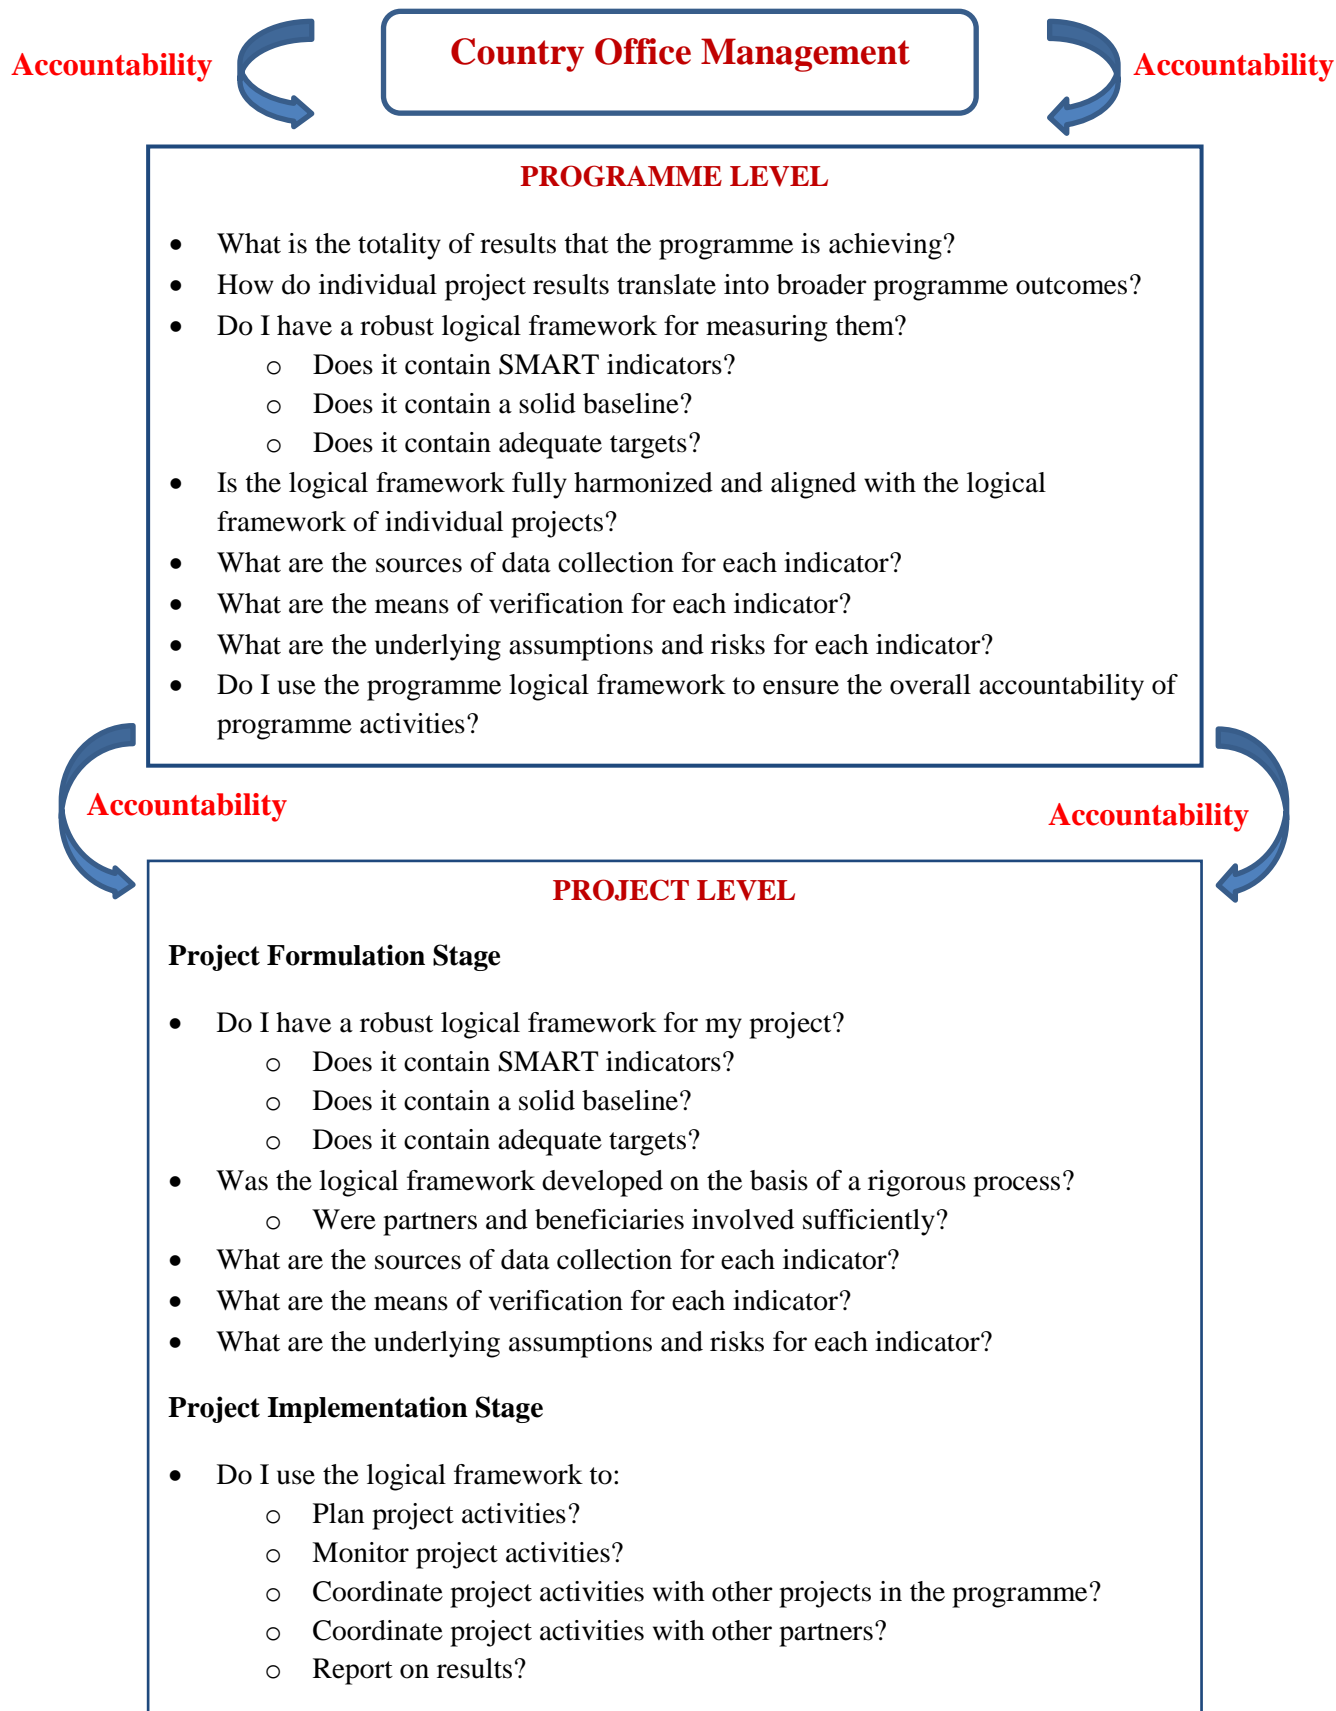 Country Office Management
Accountability
Accountability
PROGRAMME LEVEL
• What is the totality of results that the programme is achieving?
• How do individual project results translate into broader programme outcomes?
• Do I have a robust logical framework for measuring them?
o Does it contain SMART indicators?
o Does it contain a solid baseline?
o Does it contain adequate targets?
• Is the logical framework fully harmonized and aligned with the logical
framework of individual projects?
• What are the sources of data collection for each indicator?
• What are the means of verification for each indicator?
• What are the underlying assumptions and risks for each indicator?
• Do I use the programme logical framework to ensure the overall accountability of
programme activities?
Accountability
Accountability
PROJECT LEVEL
Project Formulation Stage
• Do I have a robust logical framework for my project?
o Does it contain SMART indicators?
o Does it contain a solid baseline?
o Does it contain adequate targets?
• Was the logical framework developed on the basis of a rigorous process?
o Were partners and beneficiaries involved sufficiently?
• What are the sources of data collection for each indicator?
• What are the means of verification for each indicator?
• What are the underlying assumptions and risks for each indicator?
Project Implementation Stage
• Do I use the logical framework to:
o Plan project activities?
o Monitor project activities?
o Coordinate project activities with other projects in the programme?
o Coordinate project activities with other partners?
o Report on results?